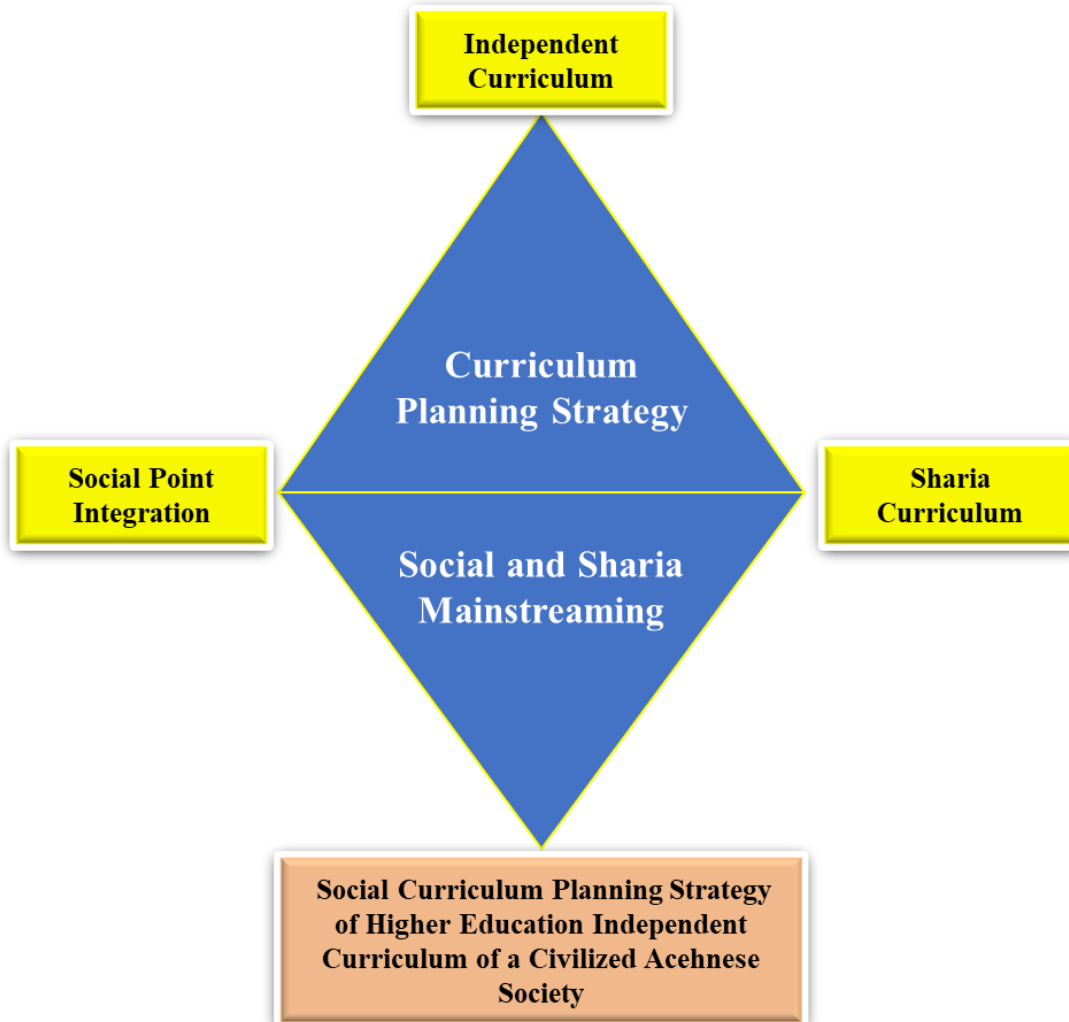 Independent
Curriculum
Curriculum
Planning Strategy
Social Point
Integration
Sharia
Curriculum
Social and Sharia
Mainstreaming
Social Curriculum Planning Strategy
of Higher Education Independent
Curriculum of a Civilized Acehnese
Society